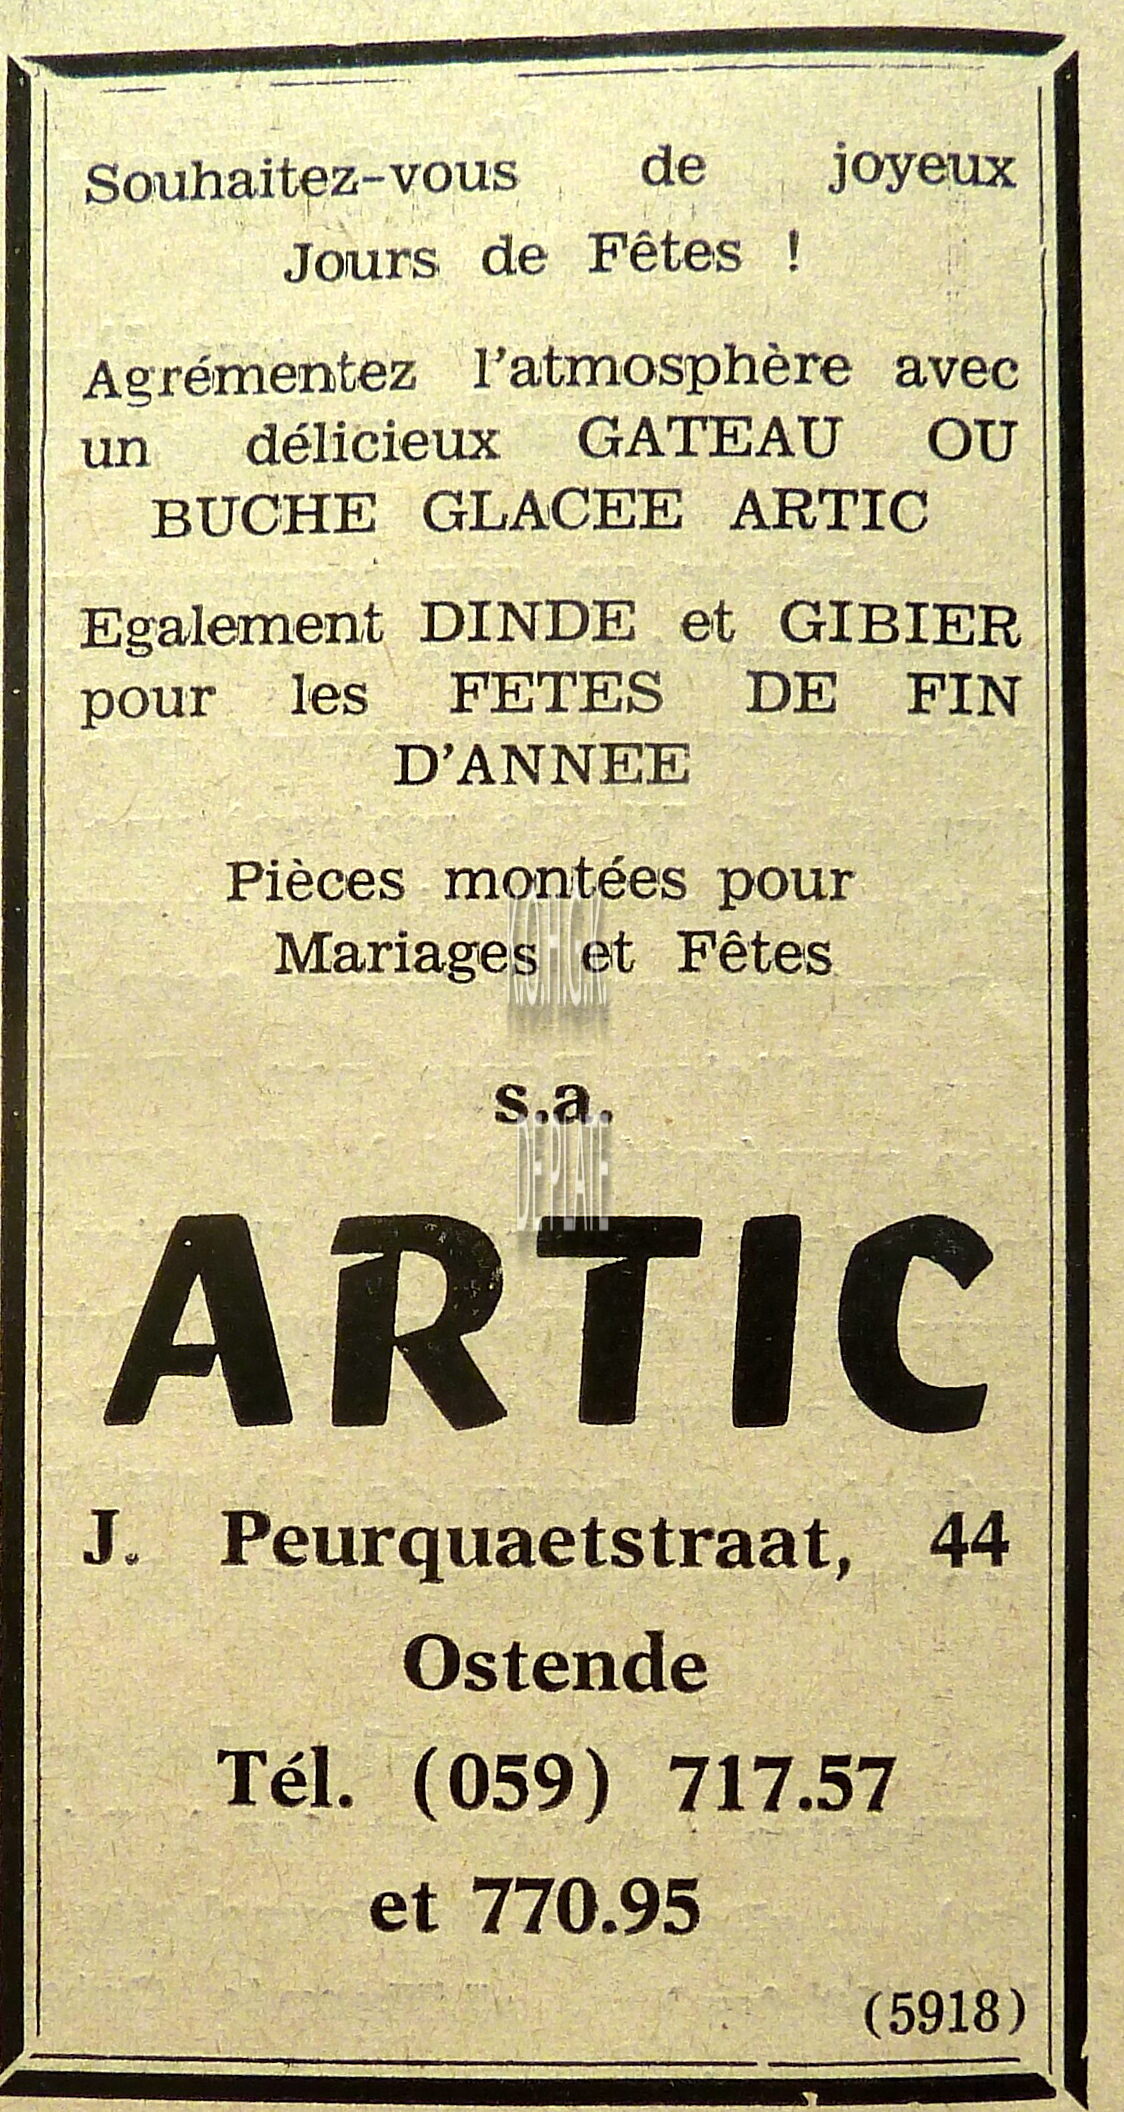 Souhaitez-vous de joyeux
Jours de Fêtes !
Agrémentez l'atmosphère avec
un délicieux GATEAU OU
BUCHE GLACEE ARTIC
Egalement DINDE et GIBIER
pour les FETES DE FIN
D'ANNEE
Pièces montées pour
Mariages et Fêtes
K.O.H.G.K.
s.a.
DE PLATE
ARTIC
J. Peurquaetstraat, 44
Ostende
Tél. (059) 717.57
et 770.95
(5918)